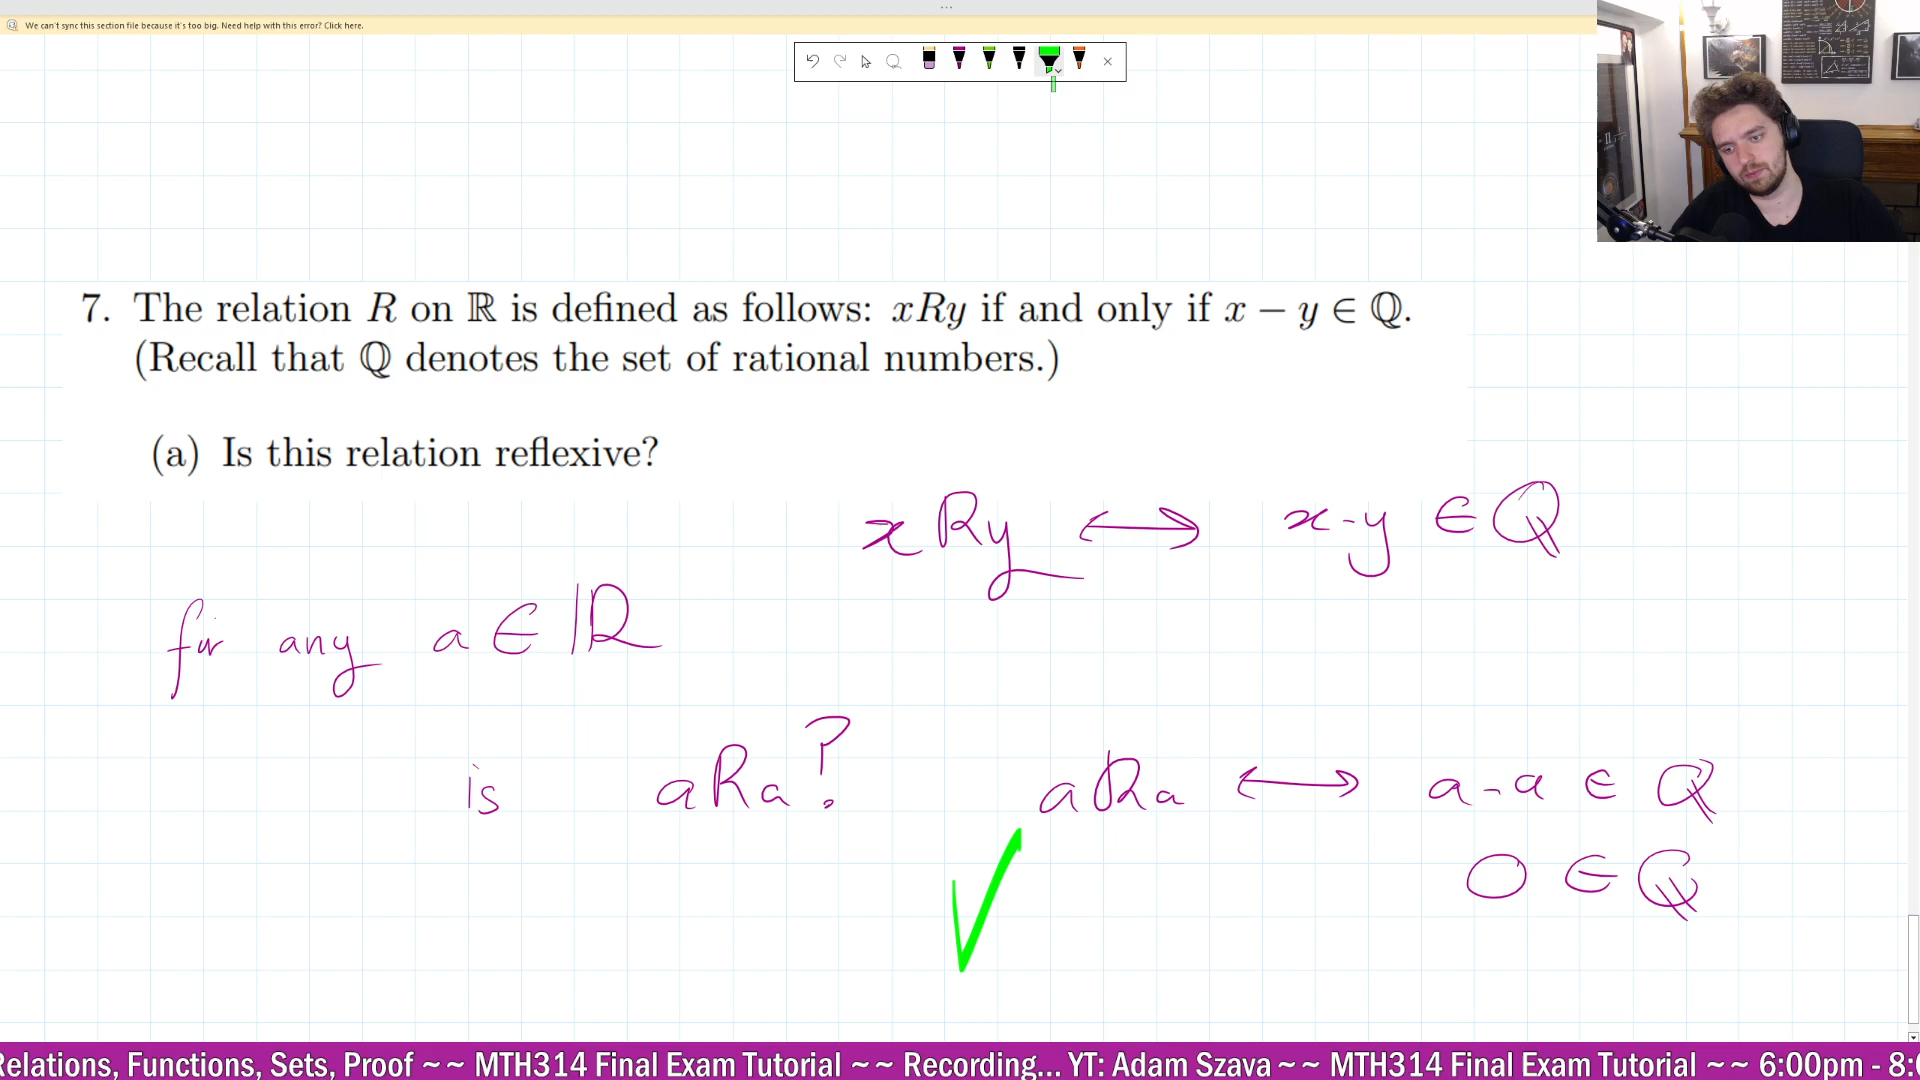 We can't sync this section file because it's too big. Need help with this error? Click here.
7. The relation R on ℝ is defined as follows: xRy if and only if x − y ∈ ℚ.
(Recall that ℚ denotes the set of rational numbers.)
(a) Is this relation reflexive?
xRy ⟷ x-y ∈ ℚ
for any a ∈ ℝ
is aRa? aRa ⟷ a-a ∈ ℚ
0 ∈ ℚ
Relations, Functions, Sets, Proof ~~ MTH314 Final Exam Tutorial ~~ Recording... YT: Adam Szava ~~ MTH314 Final Exam Tutorial ~~ 6:00pm - 8: